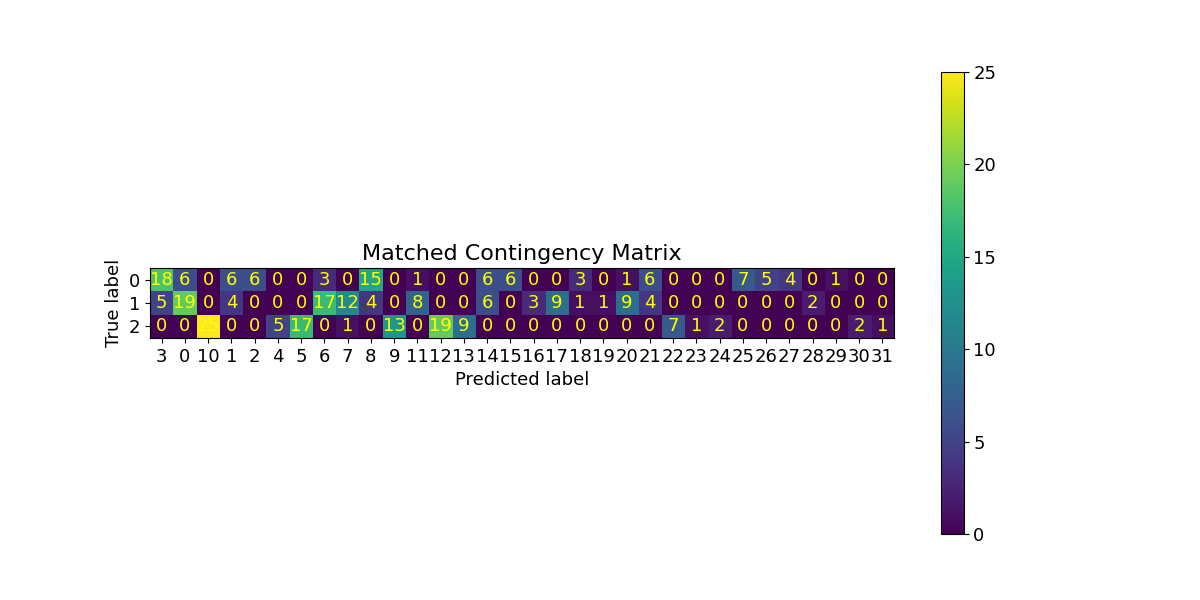 Matched Contingency Matrix
True label
0 18 6 0 6 6 0 0 3 0 15 0 1 0 0 6 6 0 0 3 0 1 6 0 0 0 7 5 4 0 1 0 0
1 5 19 0 4 0 0 0 17 12 4 0 8 0 0 6 0 3 9 1 1 9 4 0 0 0 0 0 0 2 0 0 0
2 0 0 0 0 5 17 0 1 0 13 0 19 9 0 0 0 0 0 0 0 0 7 1 2 0 0 0 0 0 2 1
3 0 10 1 2 4 5 6 7 8 9 11 12 13 14 15 16 17 18 19 20 21 22 23 24 25 26 27 28 29 30 31
Predicted label
25
20
15
10
5
0